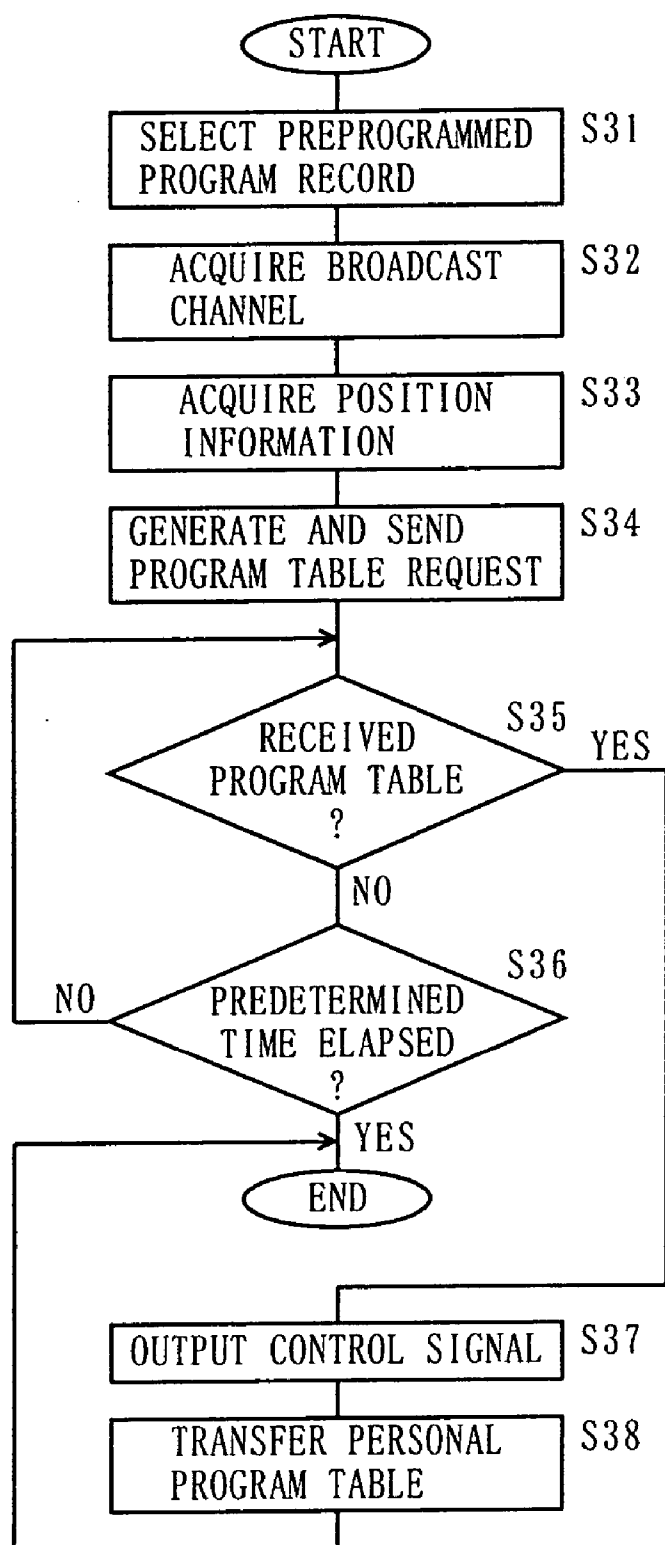 START
SELECT PREPROGRAMMED
PROGRAM RECORD
S31
ACQUIRE BROADCAST
CHANNEL
S32
ACQUIRE POSITION
INFORMATION
S33
GENERATE AND SEND
PROGRAM TABLE REQUEST
S34
RECEIVED
PROGRAM TABLE
?
S35
YES
NO
PREDETERMINED
TIME ELAPSED
?
S36
NO
YES
END
OUTPUT CONTROL SIGNAL
S37
TRANSFER PERSONAL
PROGRAM TABLE
S38